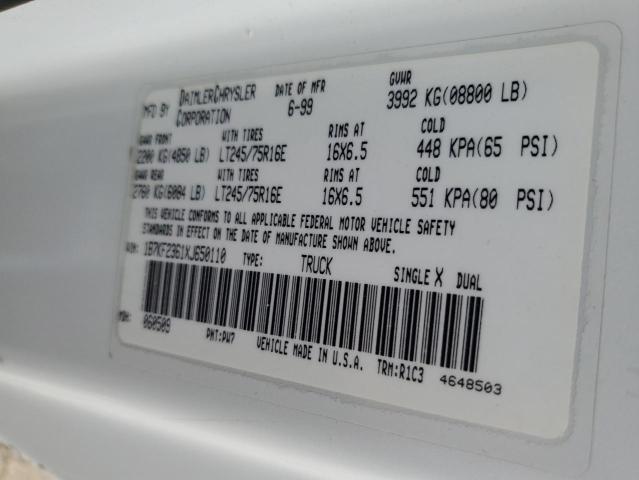 MFD BY DAIMLERCHRYSLER CORPORATION DATE OF MFR 6-99 GVWR 3992 KG(08800 LB)
GAWR FRONT WITH TIRES RIMS AT COLD
2200 KG(4850 LB) LT245/75R16E 16X6.5 448 KPA(65 PSI)
GAWR REAR WITH TIRES RIMS AT COLD
2760 KG(6084 LB) LT245/75R16E 16X6.5 551 KPA(80 PSI)
THIS VEHICLE CONFORMS TO ALL APPLICABLE FEDERAL MOTOR VEHICLE SAFETY
STANDARDS IN EFFECT ON THE DATE OF MANUFACTURE SHOWN ABOVE.
VIN: 1B7KF2361XJ650110 TYPE: TRUCK SINGLE X DUAL
MDH: 060509 PNT:PW7 VEHICLE MADE IN U.S.A. TRM:R1C3 4648503